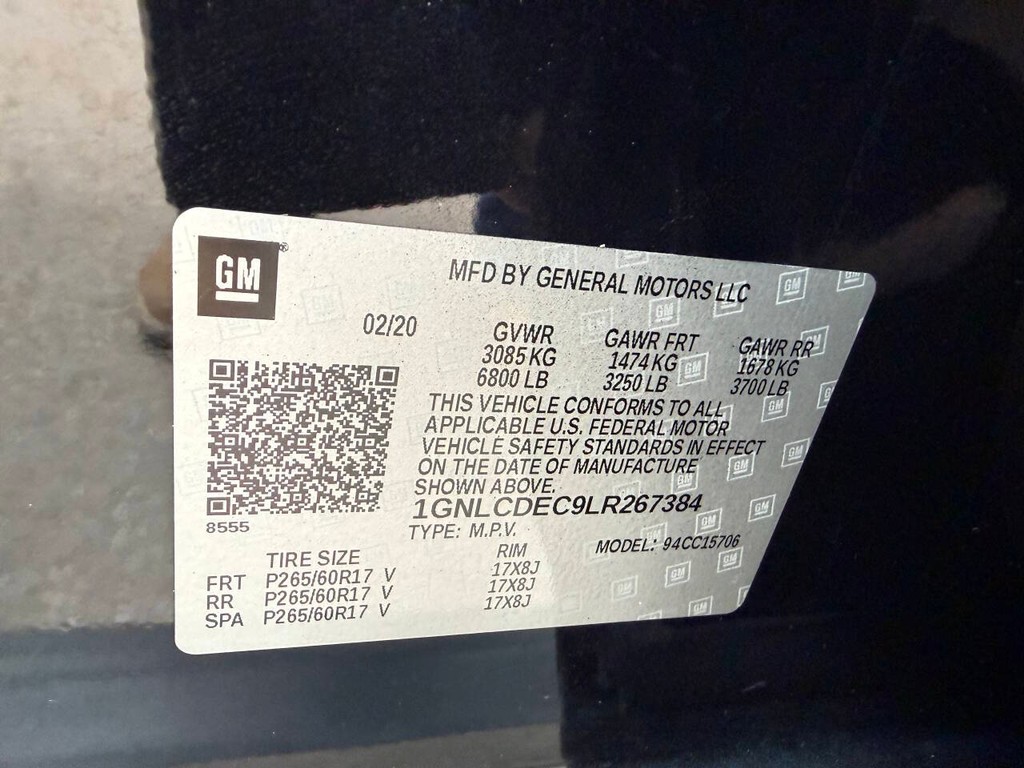 GM ®
MFD BY GENERAL MOTORS LLC
02/20 GVWR GAWR FRT GAWR RR
3085 KG 1474 KG 1678 KG
6800 LB 3250 LB 3700 LB
THIS VEHICLE CONFORMS TO ALL
APPLICABLE U.S. FEDERAL MOTOR
VEHICLE SAFETY STANDARDS IN EFFECT
ON THE DATE OF MANUFACTURE
SHOWN ABOVE.
1GNLCDEC9LR267384
8555
TYPE: M.P.V. MODEL: 94CC15706
TIRE SIZE RIM
FRT P265/60R17 V 17X8J
RR P265/60R17 V 17X8J
SPA P265/60R17 V 17X8J